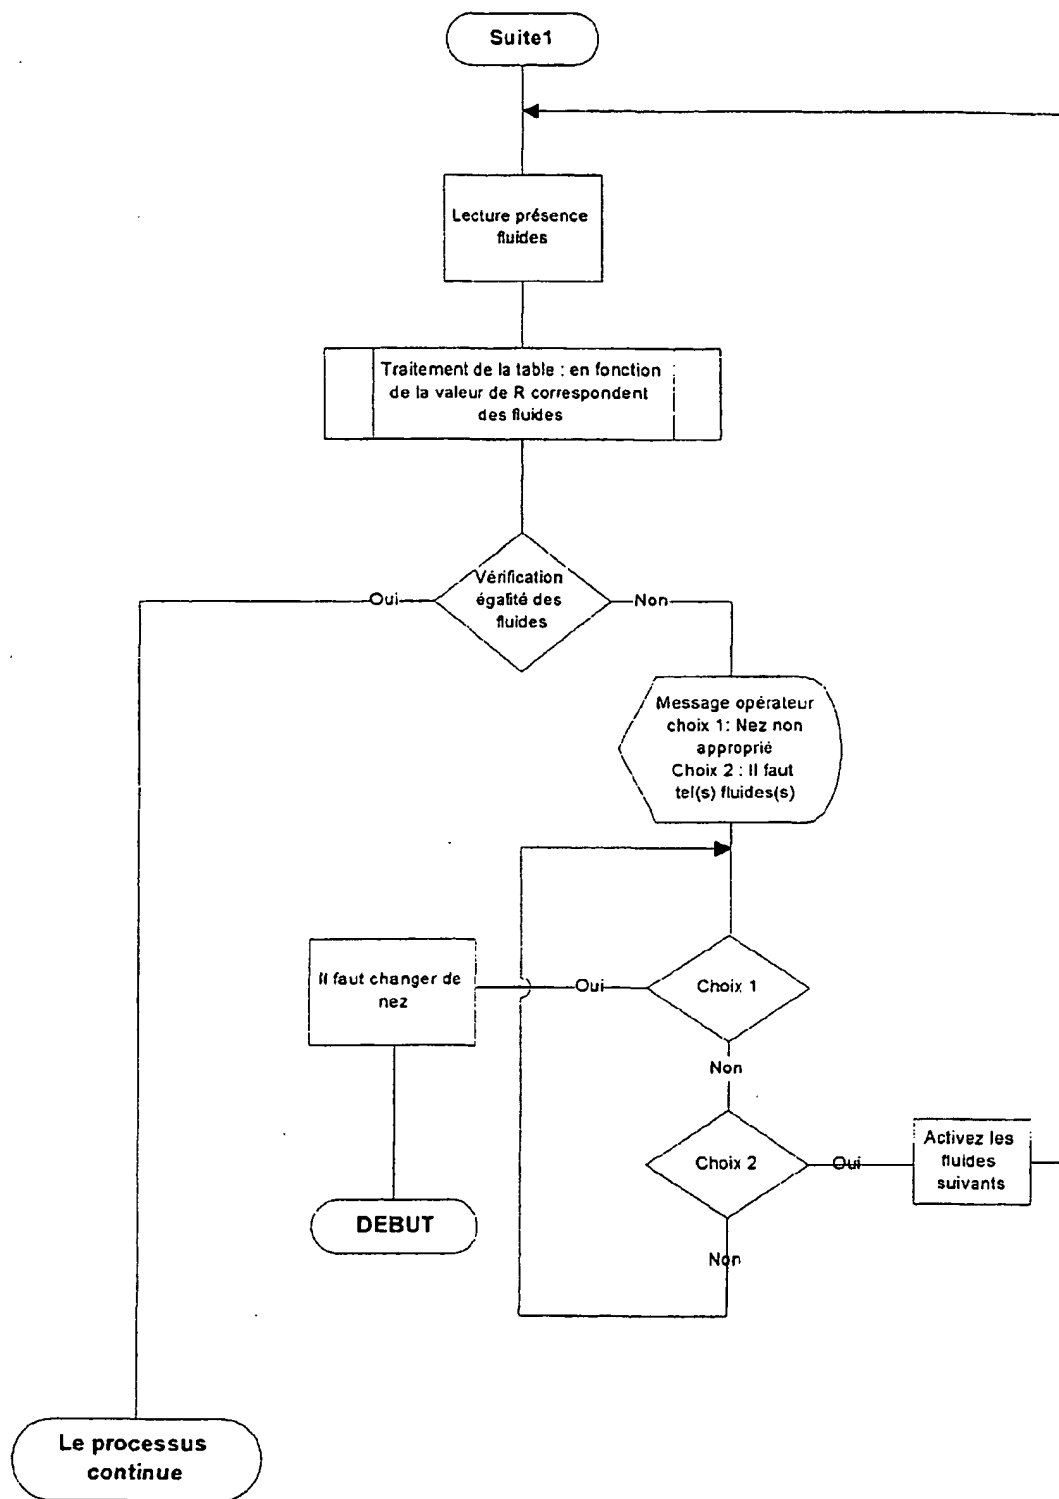 Suite1
Lecture présence
fluides
Traitement de la table : en fonction
de la valeur de R correspondent
des fluides
Vérification
égalité des
fluides
Oui
Non
Message opérateur
choix 1: Nez non
approprié
Choix 2 : Il faut
tel(s) fluides(s)
Il faut changer de
nez
Oui
Choix 1
Non
Choix 2
Oui
Activez les
fluides
suivants
DEBUT
Non
Le processus
continue